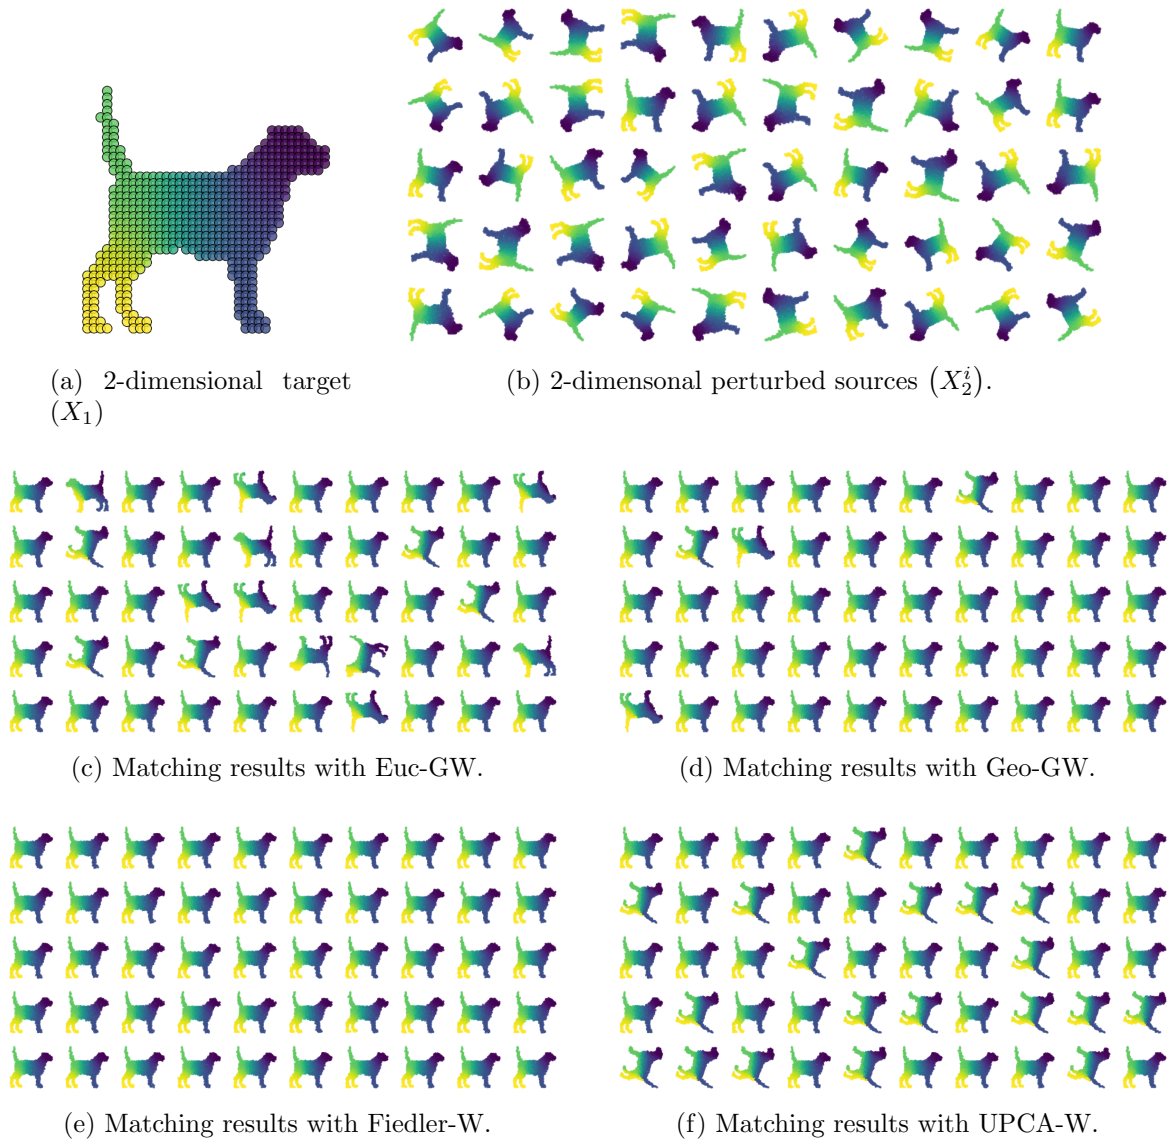 (a) 2-dimensional target
(X₁)
(b) 2-dimensonal perturbed sources (X₂ⁱ).
(c) Matching results with Euc-GW.
(d) Matching results with Geo-GW.
(e) Matching results with Fiedler-W.
(f) Matching results with UPCA-W.